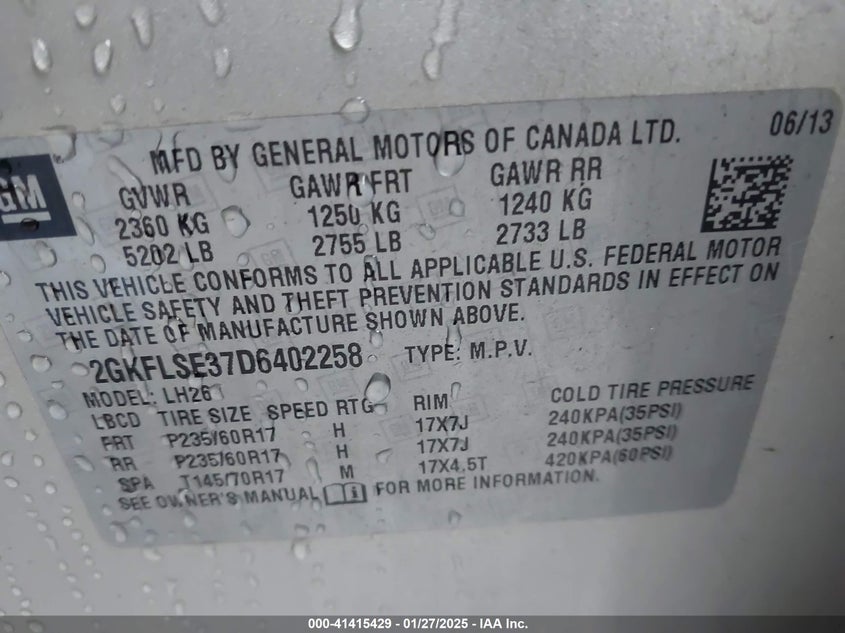 06/13
MFD BY GENERAL MOTORS OF CANADA LTD.
GM
GVWR GAWR FRT GAWR RR
2360 KG 1250 KG 1240 KG
5202 LB 2755 LB 2733 LB
THIS VEHICLE CONFORMS TO ALL APPLICABLE U.S. FEDERAL MOTOR
VEHICLE SAFETY AND THEFT PREVENTION STANDARDS IN EFFECT ON
THE DATE OF MANUFACTURE SHOWN ABOVE.
2GKFLSE37D6402258 TYPE: M.P.V.
MODEL: LH26
LBCD TIRE SIZE SPEED RTG RIM COLD TIRE PRESSURE
FRT P235/60R17 H 17X7J 240KPA(35PSI)
RR P235/60R17 H 17X7J 240KPA(35PSI)
SPA T145/70R17 M 17X4.5T 420KPA(60PSI)
SEE OWNER'S MANUAL FOR MORE INFORMATION.
000-41415429 - 01/27/2025 - IAA Inc.